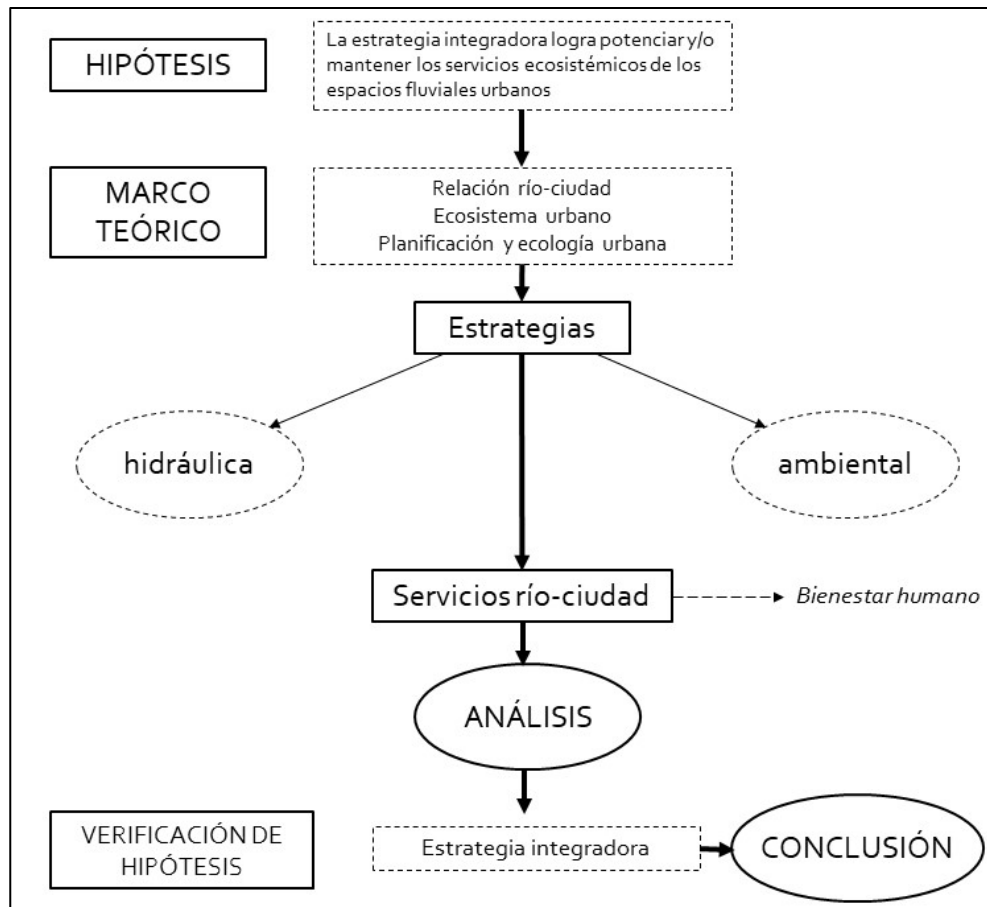 HIPÓTESIS
La estrategia integradora logra potenciar y/o
mantener los servicios ecosistémicos de los
espacios fluviales urbanos
MARCO
TEÓRICO
Relación río-ciudad
Ecosistema urbano
Planificación y ecología urbana
Estrategias
hidráulica
ambiental
Servicios río-ciudad
Bienestar humano
ANÁLISIS
VERIFICACIÓN DE
HIPÓTESIS
Estrategia integradora
CONCLUSIÓN